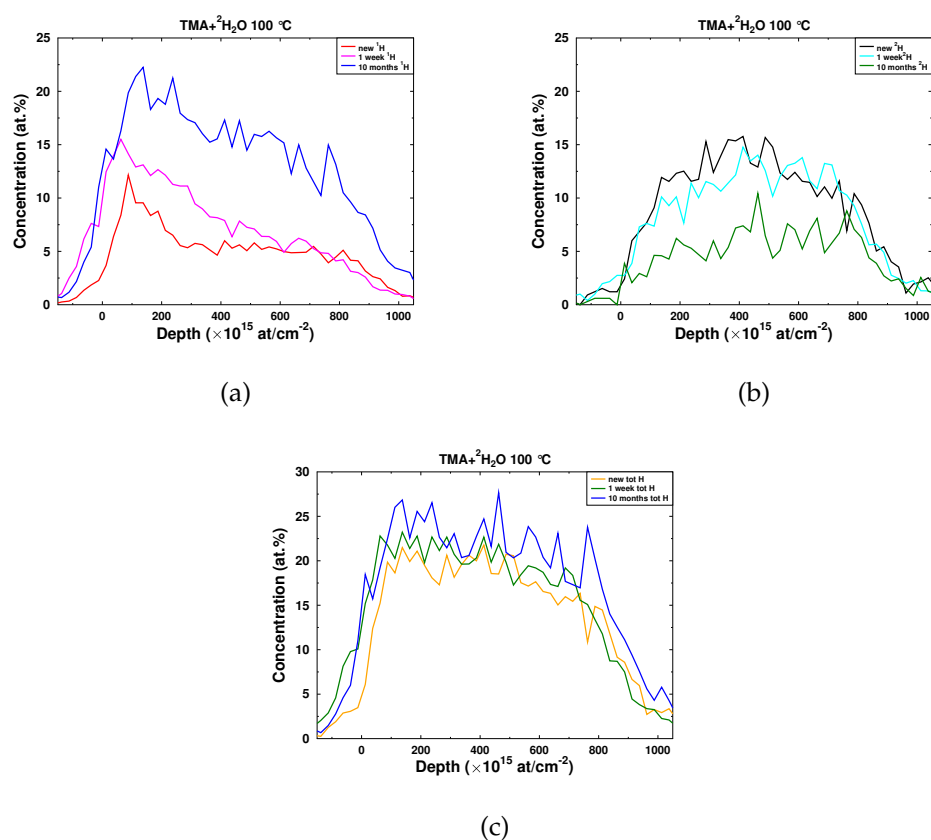 TMA+²H₂O 100 °C
25
20
15
10
5
0
0 200 400 600 800 1000
Concentration (at.%)
Depth (×10¹⁵ at/cm⁻²)
new ¹H
1 week ¹H
10 months ¹H
(a)
TMA+²H₂O 100 °C
25
20
15
10
5
0
0 200 400 600 800 1000
Concentration (at.%)
Depth (×10¹⁵ at/cm⁻²)
new ²H
1 week²H
10 months ²H
(b)
TMA+²H₂O 100 °C
30
25
20
15
10
5
0
0 200 400 600 800 1000
Concentration (at.%)
Depth (×10¹⁵ at/cm⁻²)
new tot H
1 week tot H
10 months tot H
(c)